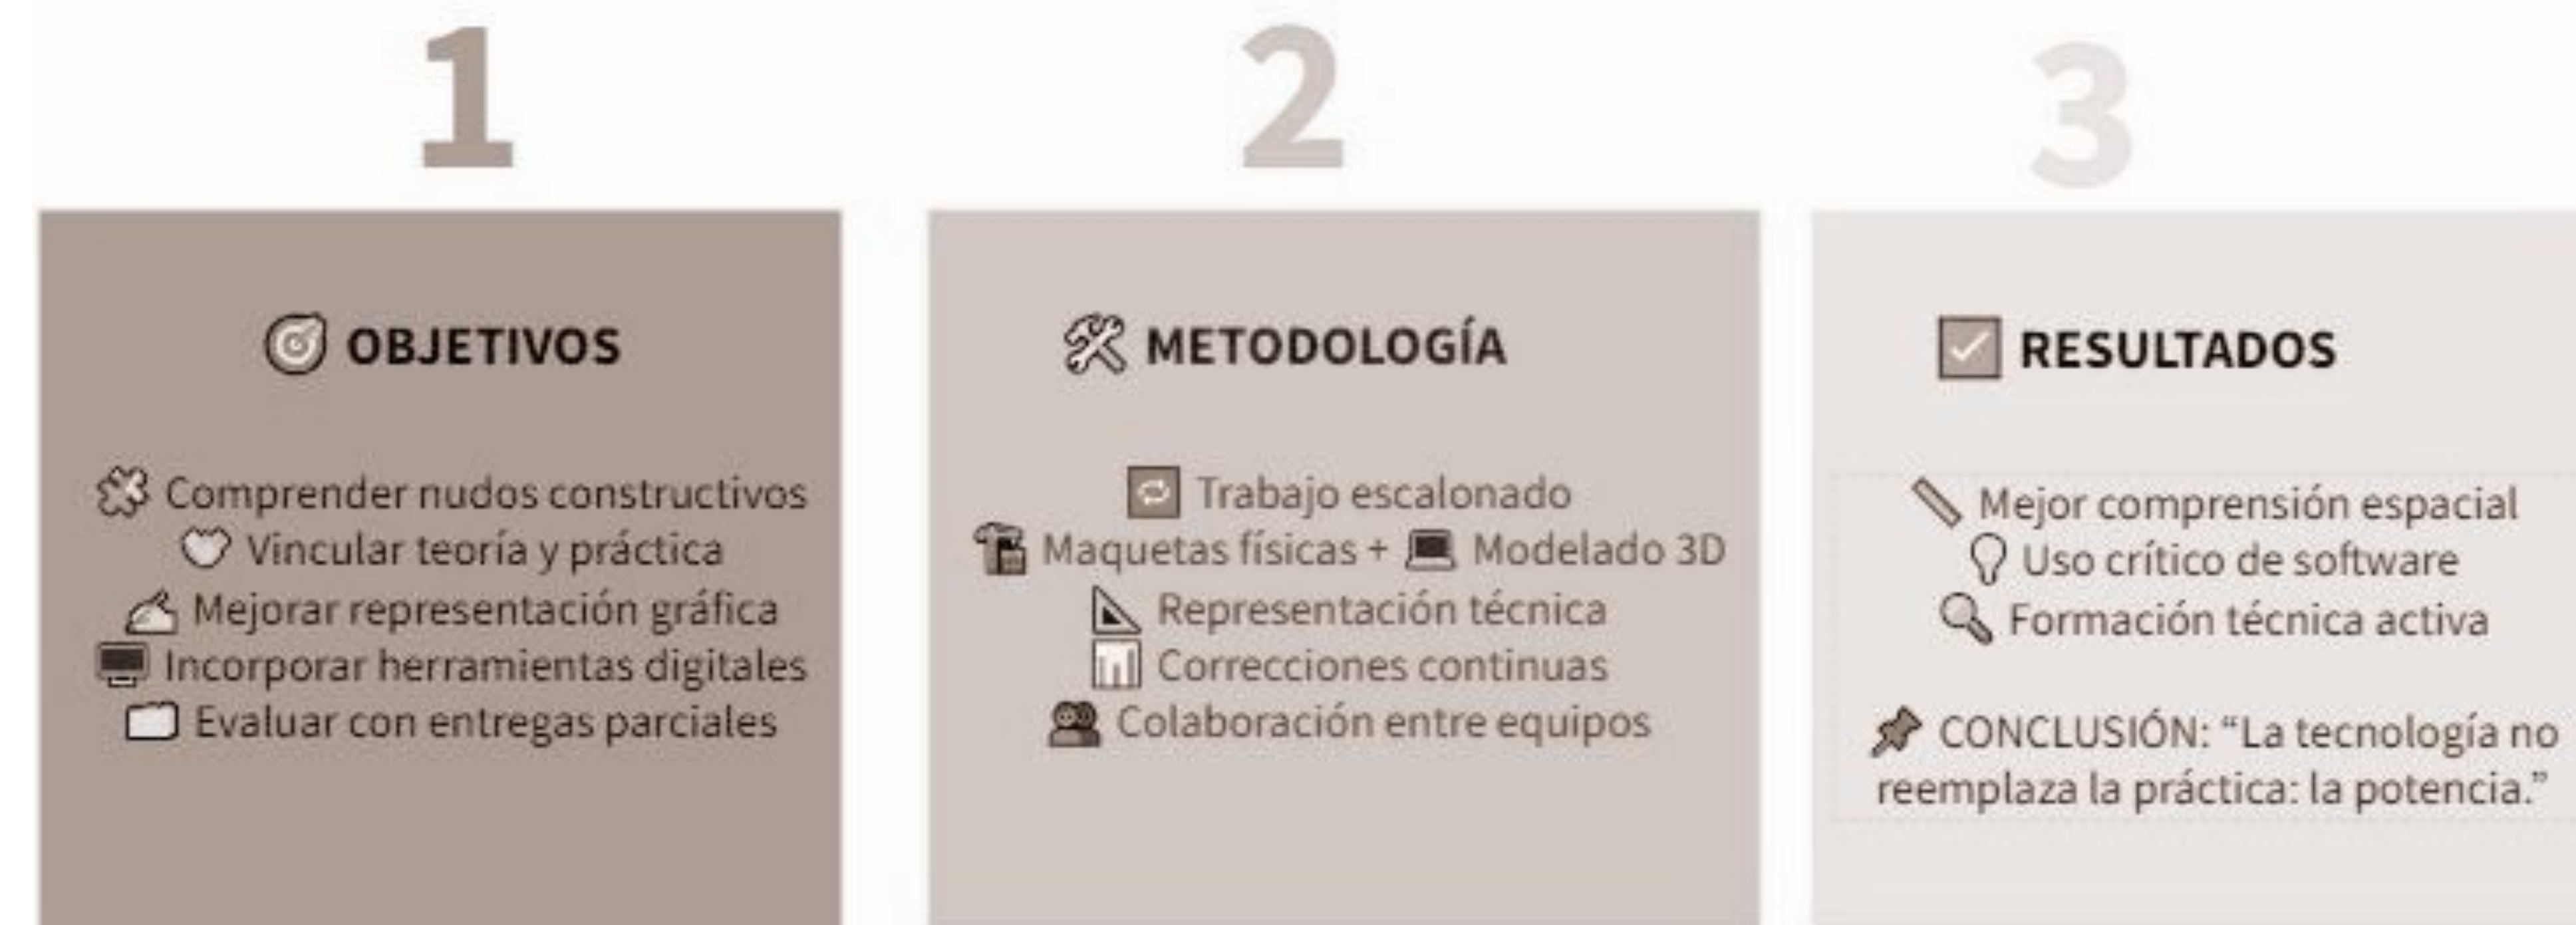 1
OBJETIVOS
Comprender nudos constructivos
Vincular teoría y práctica
Mejorar representación gráfica
Incorporar herramientas digitales
Evaluar con entregas parciales
2
METODOLOGÍA
Trabajo escalonado
Maquetas físicas + Modelado 3D
Representación técnica
Correcciones continuas
Colaboración entre equipos
3
RESULTADOS
Mejor comprensión espacial
Uso crítico de software
Formación técnica activa
CONCLUSIÓN: “La tecnología no
reemplaza la práctica: la potencia.”